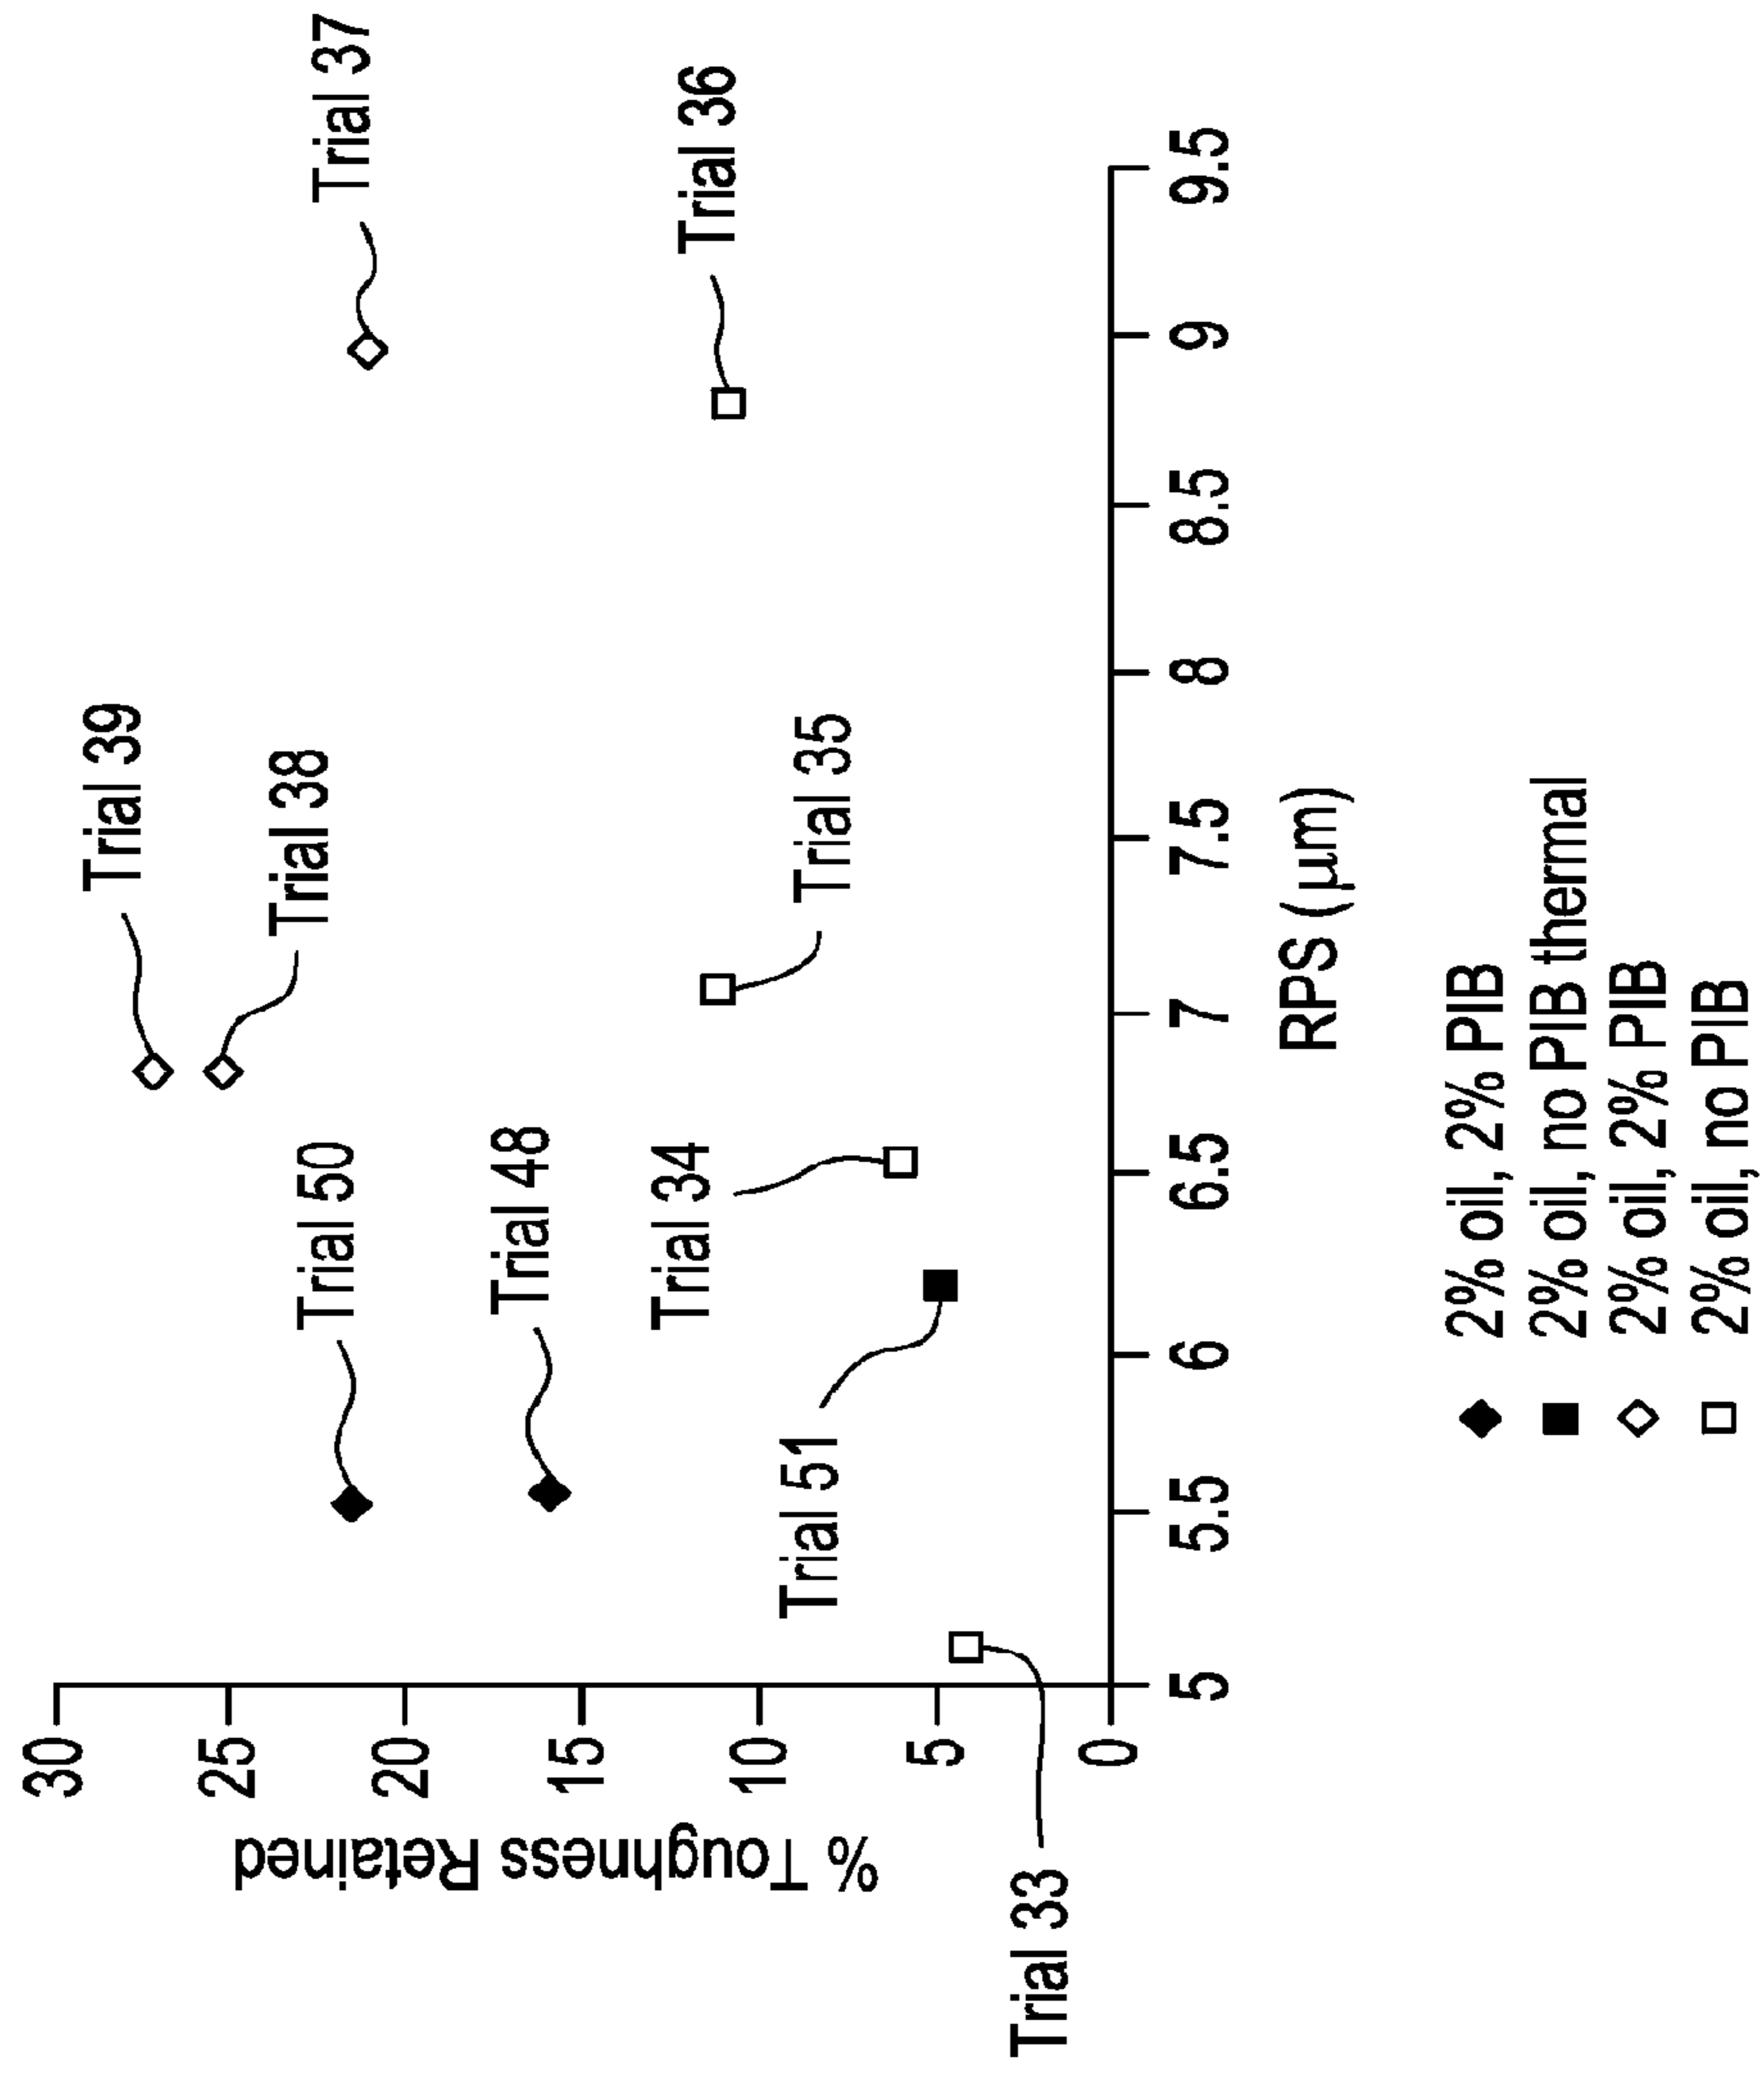 % Toughness Retained
30
25
20
15
10
5
0
Trial 39
Trial 38
Trial 37
Trial 50
Trial 48
Trial 36
Trial 34
Trial 35
Trial 51
Trial 33
5
5.5
6
6.5
7
7.5
8
8.5
9
9.5
RPS (μm)
2% oil, 2% PIB
2% oil, no PIB thermal
2% oil, 2% PIB
2% oil, no PIB